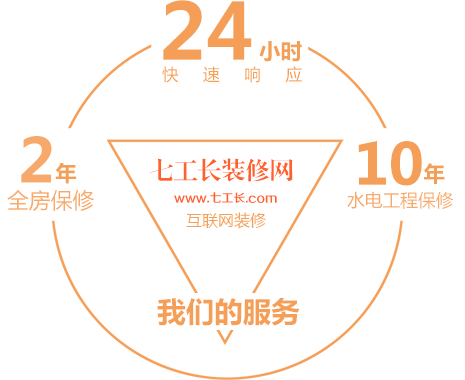 24小时
快速响应
2年
全房保修
10年
水电工程保修
七工长装修网
www.七工长.com
互联网装修
我们的服务